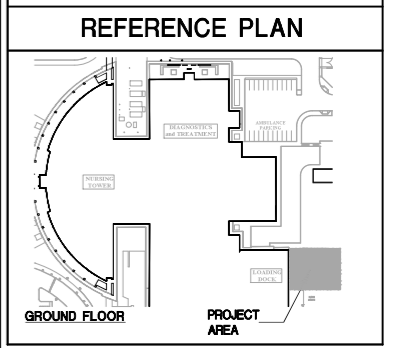 REFERENCE PLAN
DIAGNOSTICS
and TREATMENT
AMBULANCE
PARKING
NURSING
TOWER
LOADING
DOCK
GROUND FLOOR
PROJECT
AREA